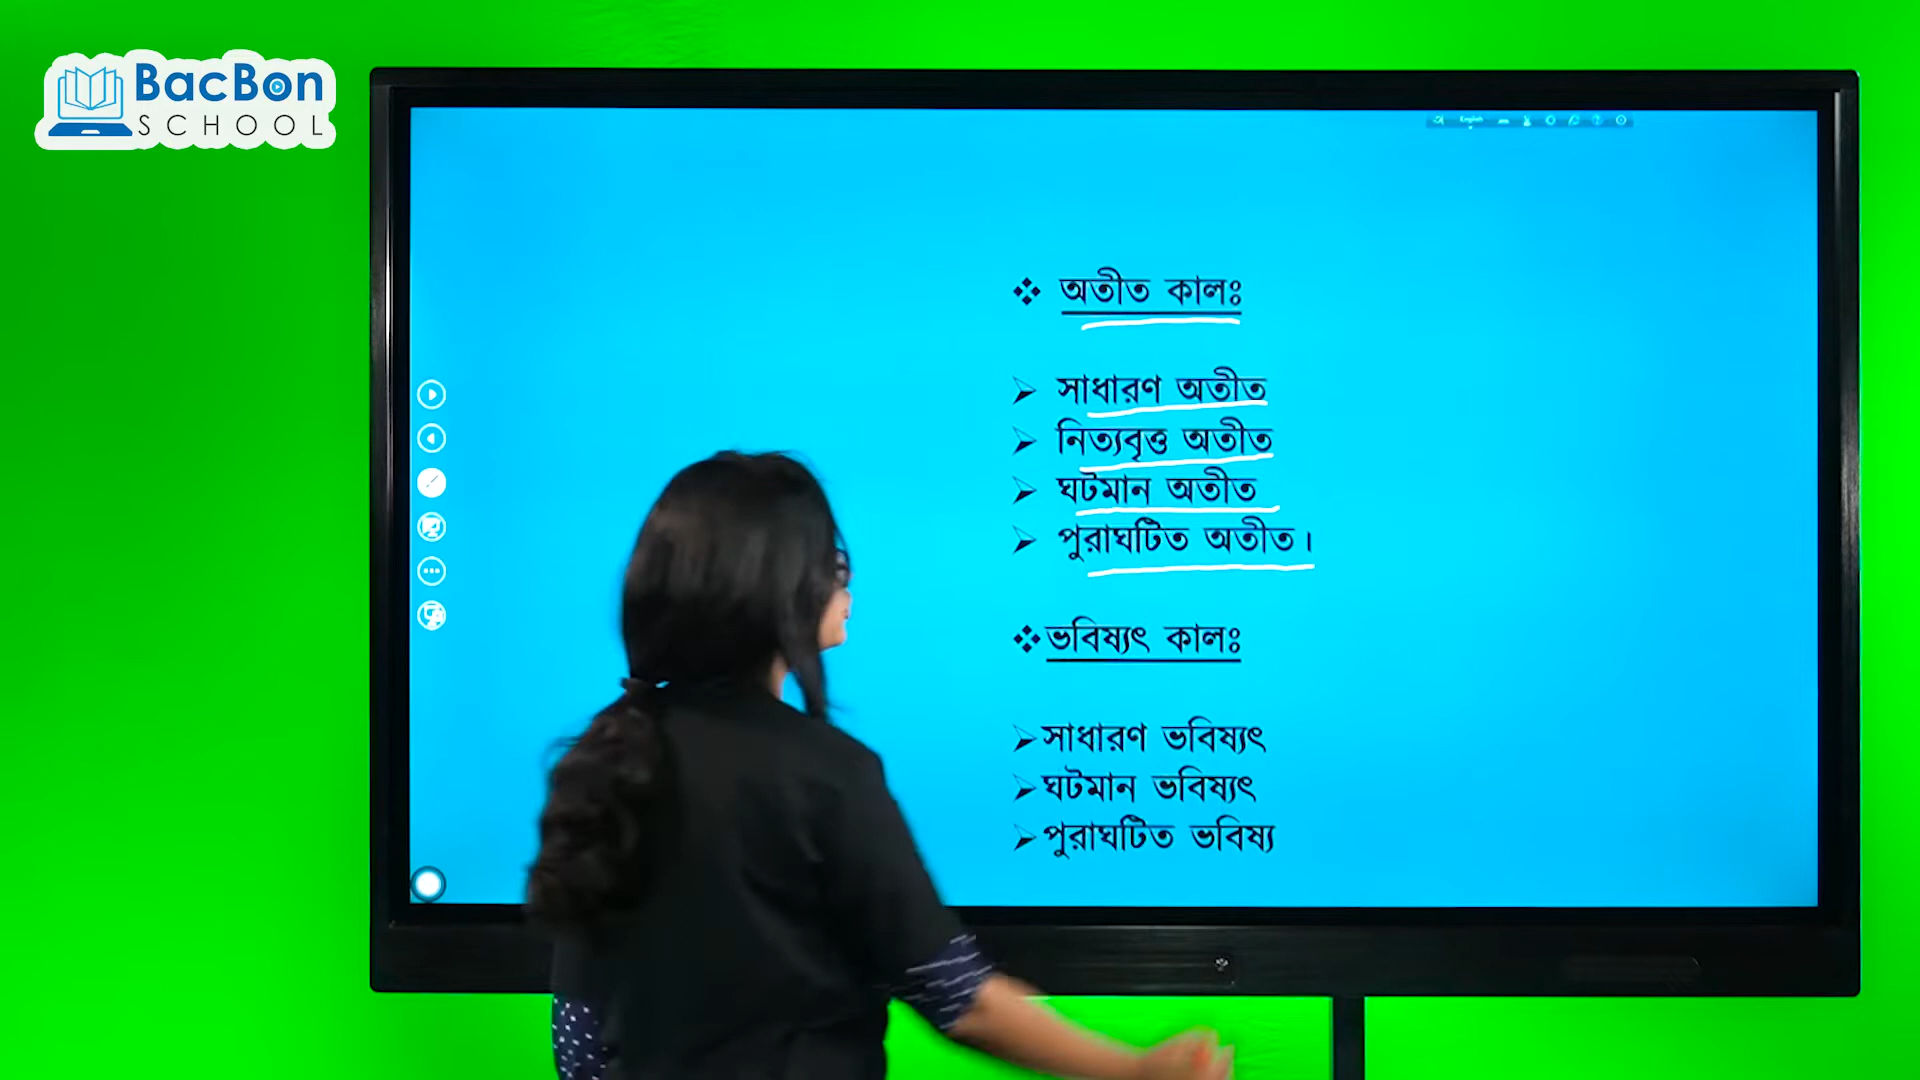 BacBon
SCHOOL
English
অতীত কালঃ
সাধারণ অতীত
নিত্যবৃত্ত অতীত
ঘটমান অতীত
পুরাঘটিত অতীত।
ভবিষ্যৎ কালঃ
সাধারণ ভবিষ্যৎ
ঘটমান ভবিষ্যৎ
পুরাঘটিত ভবিষ্য